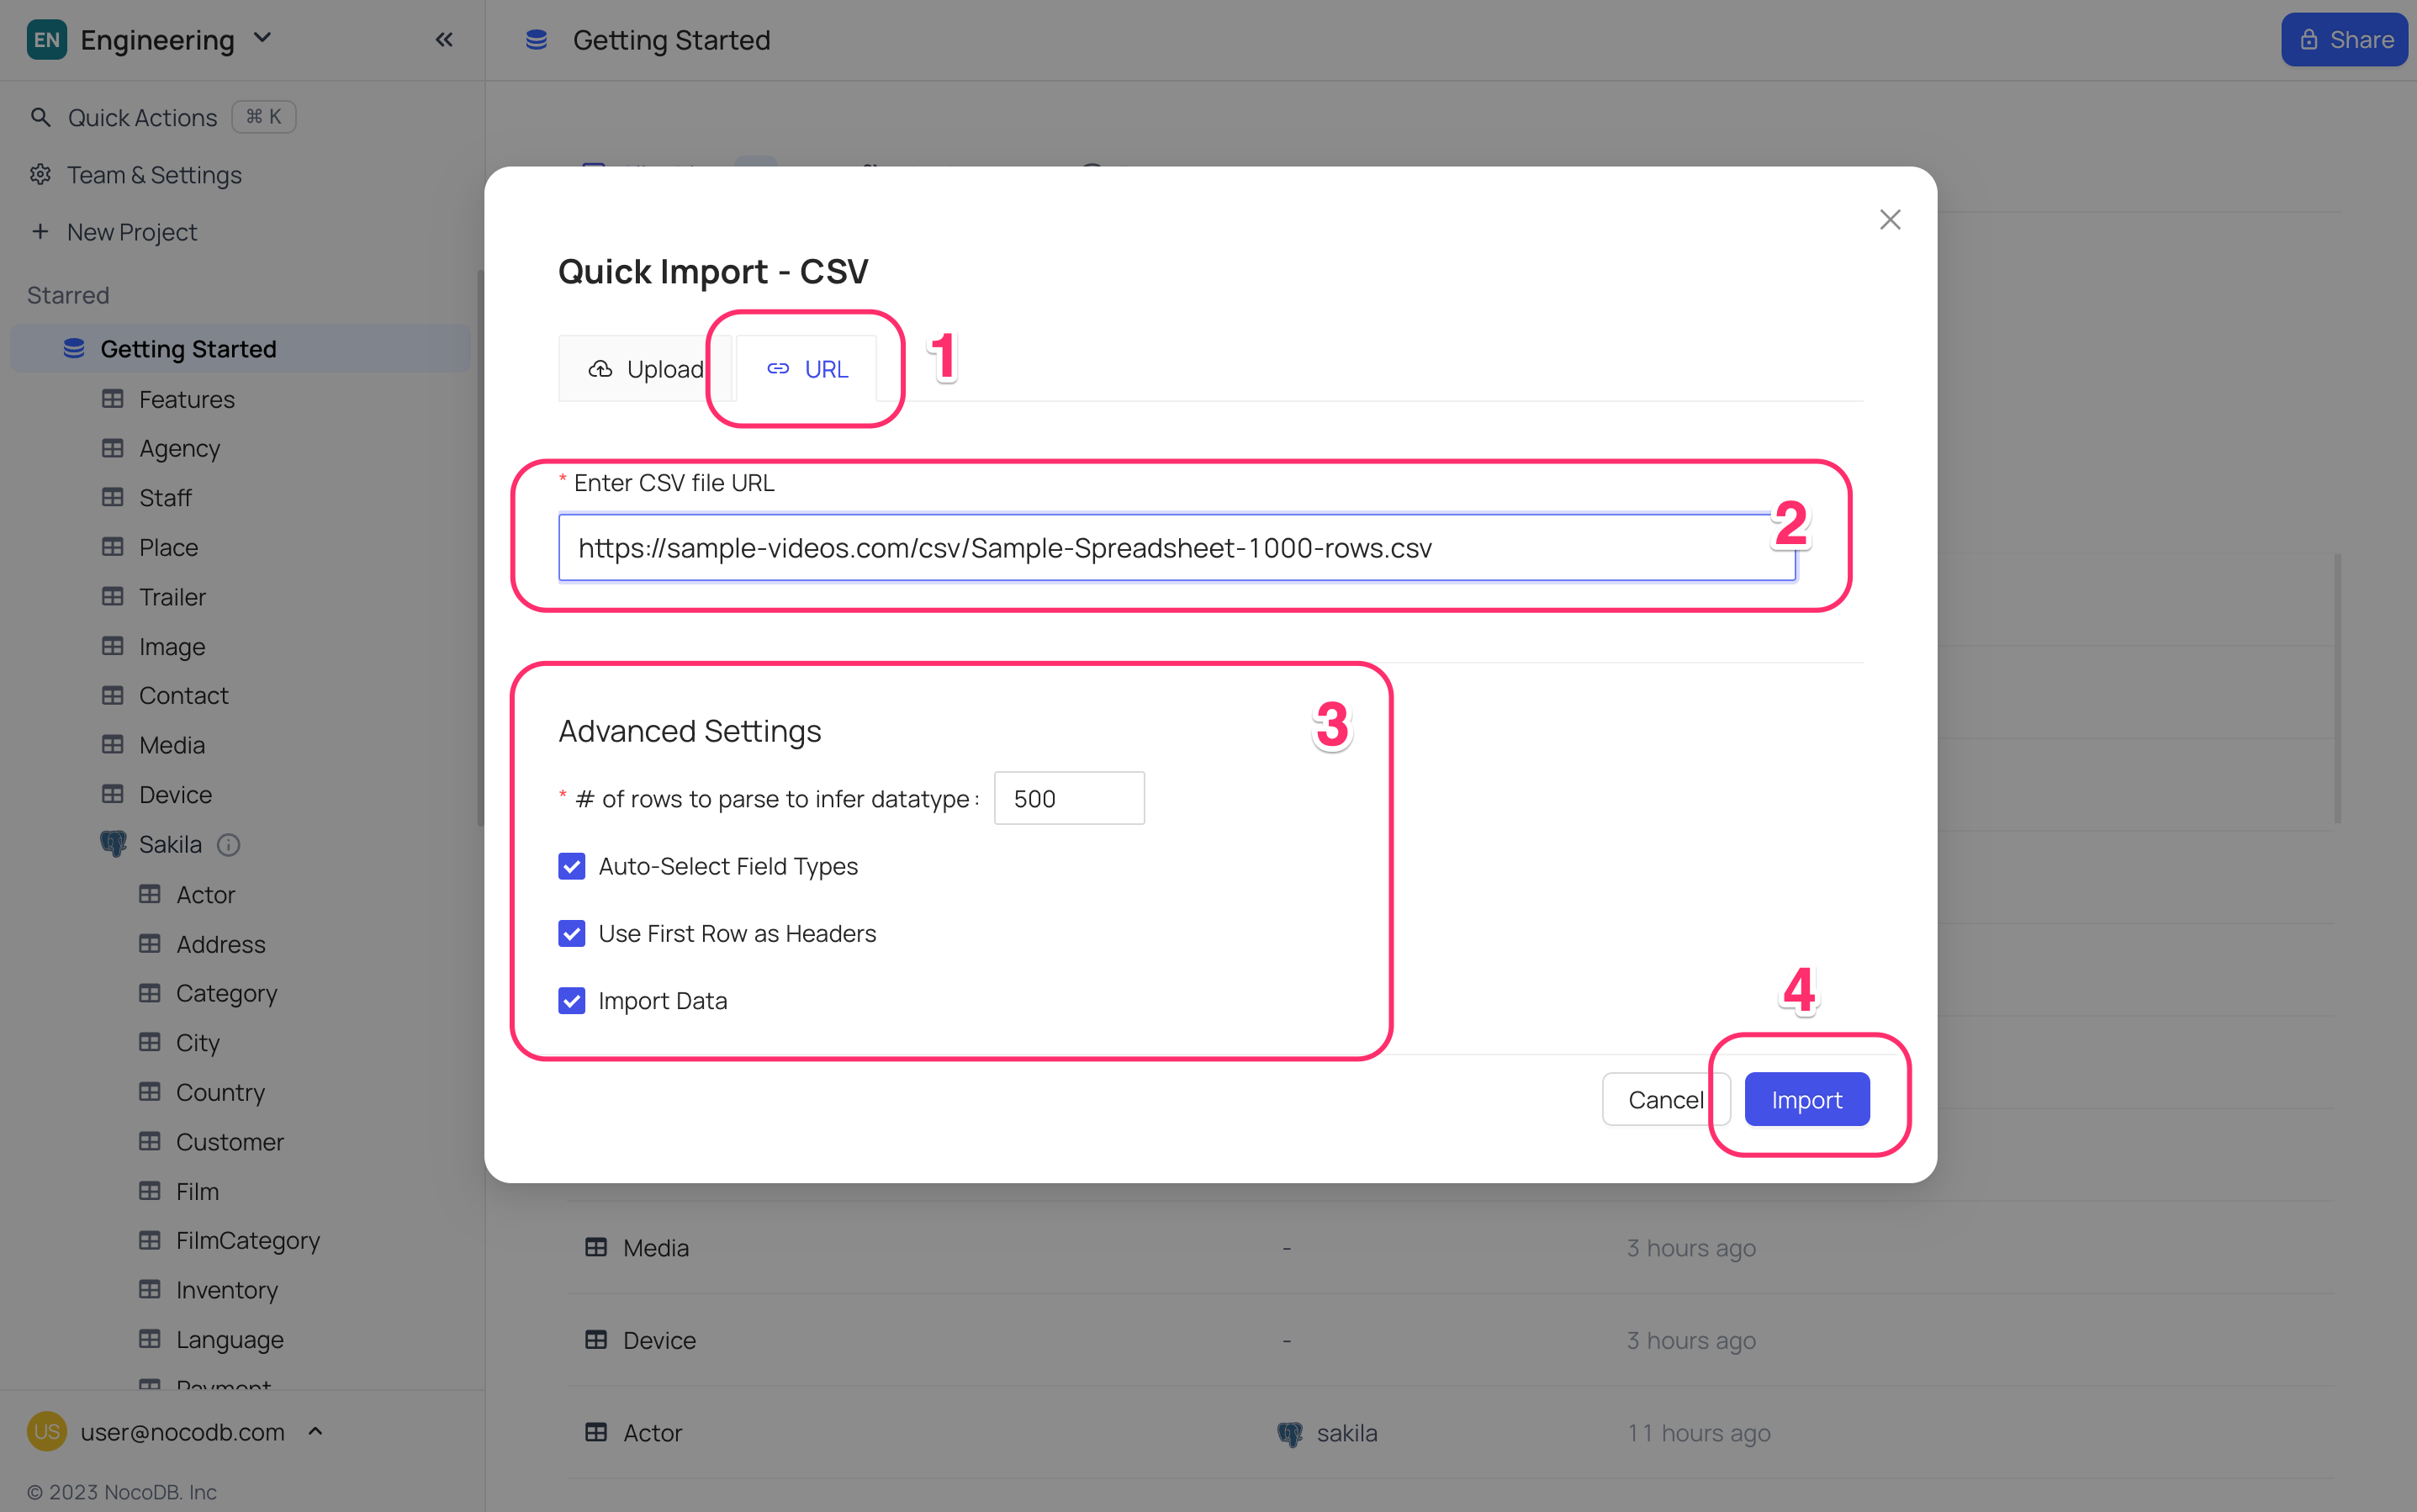 EN Engineering
Getting Started
Share
Quick Actions ⌘ K
Team & Settings
+ New Project
Starred
Getting Started
Features
Agency
Staff
Place
Trailer
Image
Contact
Media
Device
Sakila
Actor
Address
Category
City
Country
Customer
Film
FilmCategory
Inventory
Language
Payment
US user@nocodb.com
© 2023 NocoDB. Inc
Quick Import - CSV
Upload
URL
1
* Enter CSV file URL
https://sample-videos.com/csv/Sample-Spreadsheet-1000-rows.csv
2
Advanced Settings
3
* # of rows to parse to infer datatype : 500
Auto-Select Field Types
Use First Row as Headers
Import Data
4
Cancel
Import
Media - 3 hours ago
Device - 3 hours ago
Actor sakila 11 hours ago